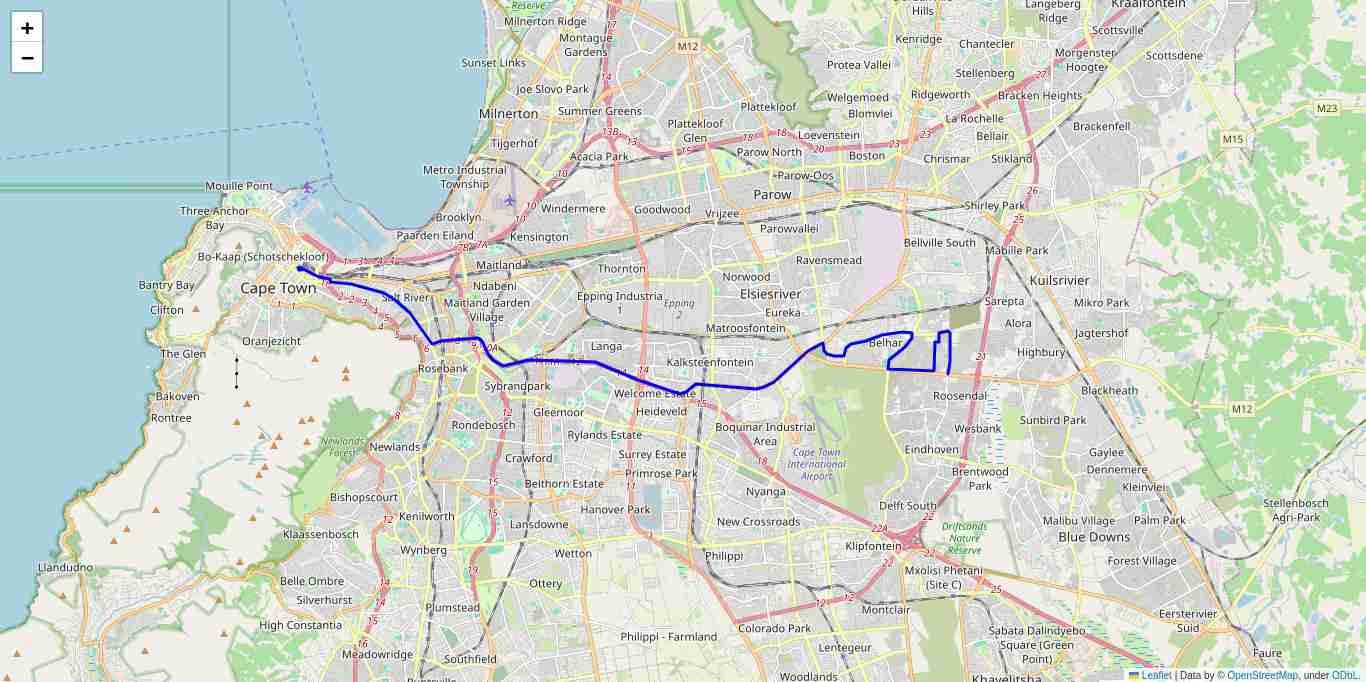 +
−
Reserve
Milnerton Ridge
Montague
Gardens
Sunset Links
Joe Slovo Park
Summer Greens
Milnerton
Tijgerhof
Acacia Park
Metro Industrial
Township
Mouille Point
Three Anchor
Bay
Brooklyn
Paarden Eiland
Windermere
Kensington
Goodwood
Vrijzee
Bo-Kaap (Schotschekloof)
Bantry Bay
Cape Town
Clifton
Salt River
Maitland
Ndabeni
Maitland Garden
Village
Thornton
Epping Industria
1
Epping
2
Norwood
Elsiesriver
Eureka
Matroosfontein
Oranjezicht
The Glen
Bakoven
Rontree
Rosebank
Langa
Kalksteenfontein
Sybrandpark
Welcome Estate
Gleemoor
Heideveld
Rondebosch
Rylands Estate
Newlands
Forest
Newlands
Crawford
Surrey Estate
Belthorn Estate
Primrose Park
Bishopscourt
Kenilworth
Hanover Park
Lansdowne
Klaassenbosch
Wynberg
Wetton
Llandudno
Belle Ombre
Silverhurst
High Constantia
Ottery
Plumstead
Meadowridge
Southfield
M12
Hills
Langeberg
Ridge
Kraaifontein
Kenridge
Chantecler
Scottsville
Protea Vallei
Morgenster
Hoogte
Scottsdene
Stellenberg
Plattekloof
Welgemoed
Ridgeworth
Bracken Heights
Blomvlei
La Rochelle
M23
Plattekloof
Glen
Loevenstein
Bellair
Brackenfell
M15
Parow North
Boston
Chrismar
Stikland
Parow-Oos
Parow
Shirley Park
Parowvallei
Bellville South
Mabille Park
Ravensmead
Kuilsrivier
Sarepta
Mikro Park
Alora
Jagtershof
Belhar
Highbury
Blackheath
Roosendal
M12
Sunbird Park
Wesbank
Boquinar Industrial
Area
Cape Town
International
Airport
Eindhoven
Gaylee
Dennemere
Brentwood
Park
Kleinvlei
Nyanga
Delft South
Stellenbosch
Agri-Park
New Crossroads
Malibu Village
Palm Park
Driftsands
Nature
Reserve
Blue Downs
Klipfontein
Philippi
Forest Village
Mxolisi Phetani
(Site C)
Montclair
Eersterivier
Suid
Colorado Park
Philippi - Farmland
Sabata Dalindyebo
Square (Green
Point)
Lentegeur
Faure
Woodlands
Khayelitsha
Leaflet | Data by © OpenStreetMap, under ODbL.